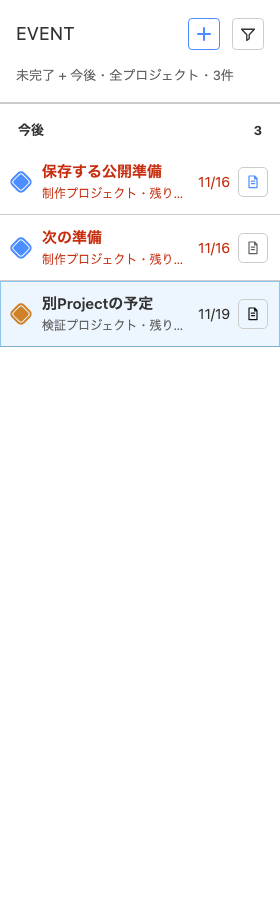 EVENT
未完了 + 今後・全プロジェクト・3件
今後 3
保存する公開準備
制作プロジェクト・残り... 11/16
次の準備
制作プロジェクト・残り... 11/16
別Projectの予定
検証プロジェクト・残り... 11/19